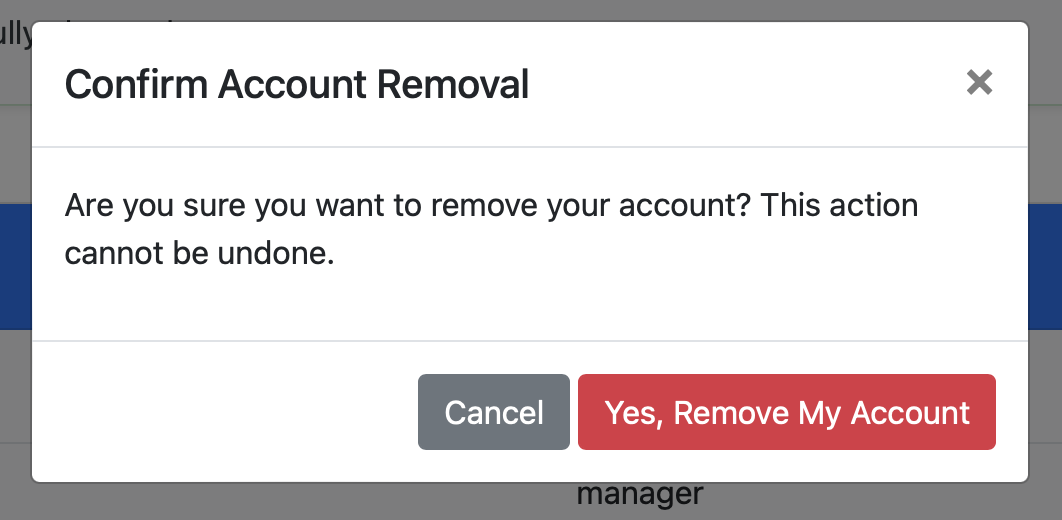 Confirm Account Removal
Are you sure you want to remove your account? This action
cannot be undone.
Cancel
Yes, Remove My Account
manager